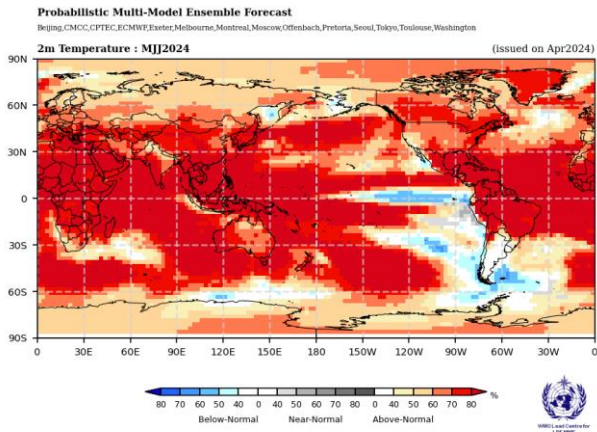 Probabilistic Multi-Model Ensemble Forecast
Beijing,CMCC,CPTEC,ECMWF,Exeter,Melbourne,Montreal,Moscow,Offenbach,Pretoria,Seoul,Tokyo,Toulouse,Washington
2m Temperature : MJJ2024 (issued on Apr2024)
90N
60N
30N
0
30S
60S
90S
0 30E 60E 90E 120E 150E 180 150W 120W 90W 60W 30W 0
80 70 60 50 40 0 40 50 60 70 80 0 40 50 60 70 80 %
Below-Normal Near-Normal Above-Normal
WMO Lead Centre for